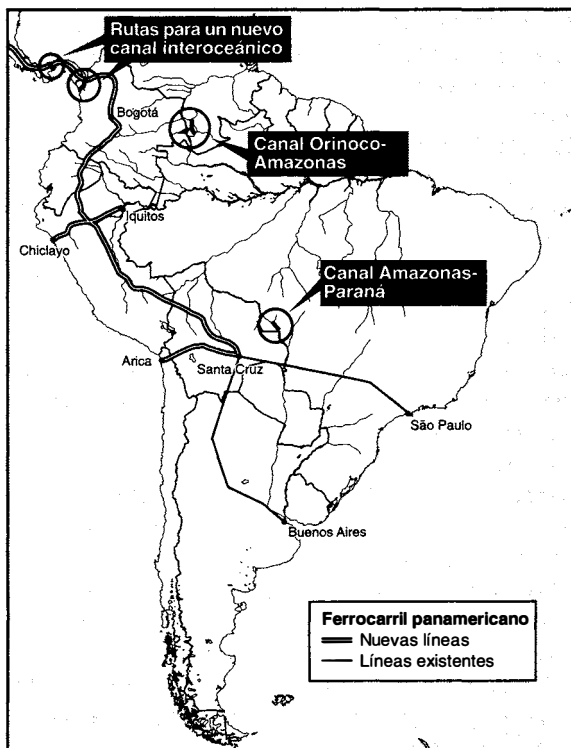 Rutas para un nuevo
canal interoceánico
Bogotá
Canal Orinoco-
Amazonas
Iquitos
Chiclayo
Canal Amazonas-
Paraná
Arica
Santa Cruz
São Paulo
Buenos Aires
Ferrocarril panamericano
Nuevas líneas
Líneas existentes